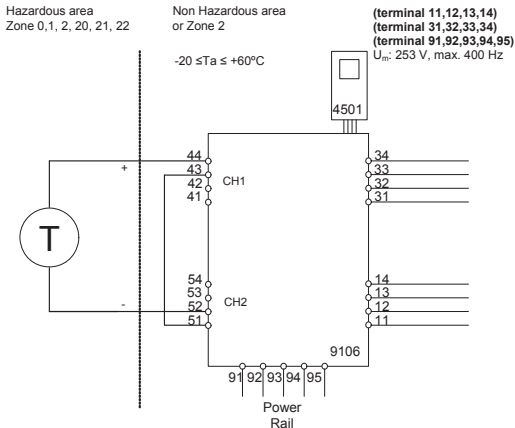 Hazardous area
Zone 0,1, 2, 20, 21, 22
Non Hazardous area
or Zone 2
-20 ≤Ta ≤ +60ºC
(terminal 11,12,13,14)
(terminal 31,32,33,34)
(terminal 91,92,93,94,95)
Um: 253 V, max. 400 Hz
4501
44
43
42
41
CH1
34
33
32
31
+
T
-
54
53
52
51
CH2
14
13
12
11
9106
91 92 93 94 95
Power
Rail